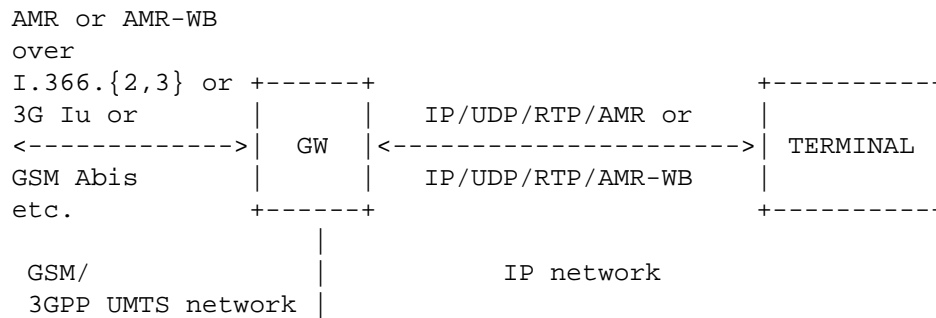 AMR or AMR-WB
over
I.366.{2,3} or +------+                        +----------
3G Iu or       |      |   IP/UDP/RTP/AMR or    |
<------------->|  GW  |<---------------------->| TERMINAL
GSM Abis       |      |   IP/UDP/RTP/AMR-WB    |
etc.           +------+                        +----------
                   |
 GSM/              |           IP network
 3GPP UMTS network |